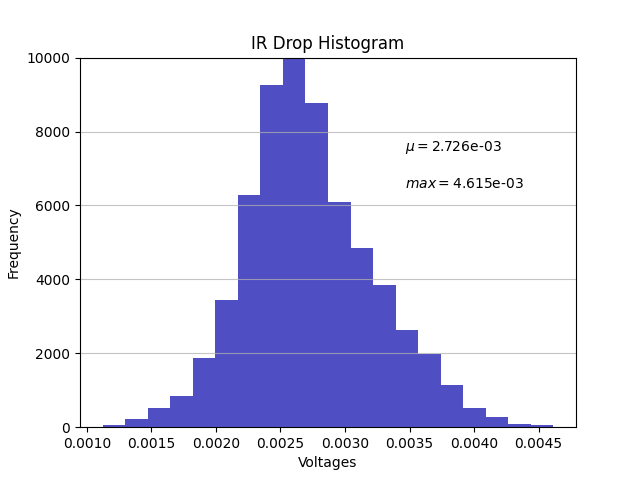 IR Drop Histogram
10000
8000
6000
4000
2000
0
Frequency
μ = 2.726e-03
max = 4.615e-03
0.0010 0.0015 0.0020 0.0025 0.0030 0.0035 0.0040 0.0045
Voltages